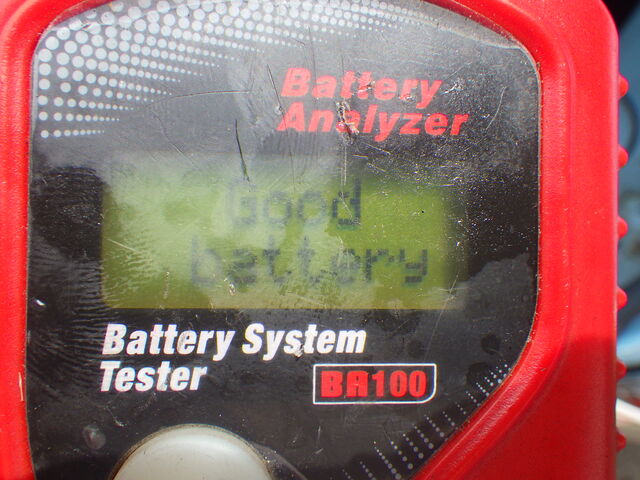 Battery
Analyzer
Good
battery
Battery System
Tester
BA100